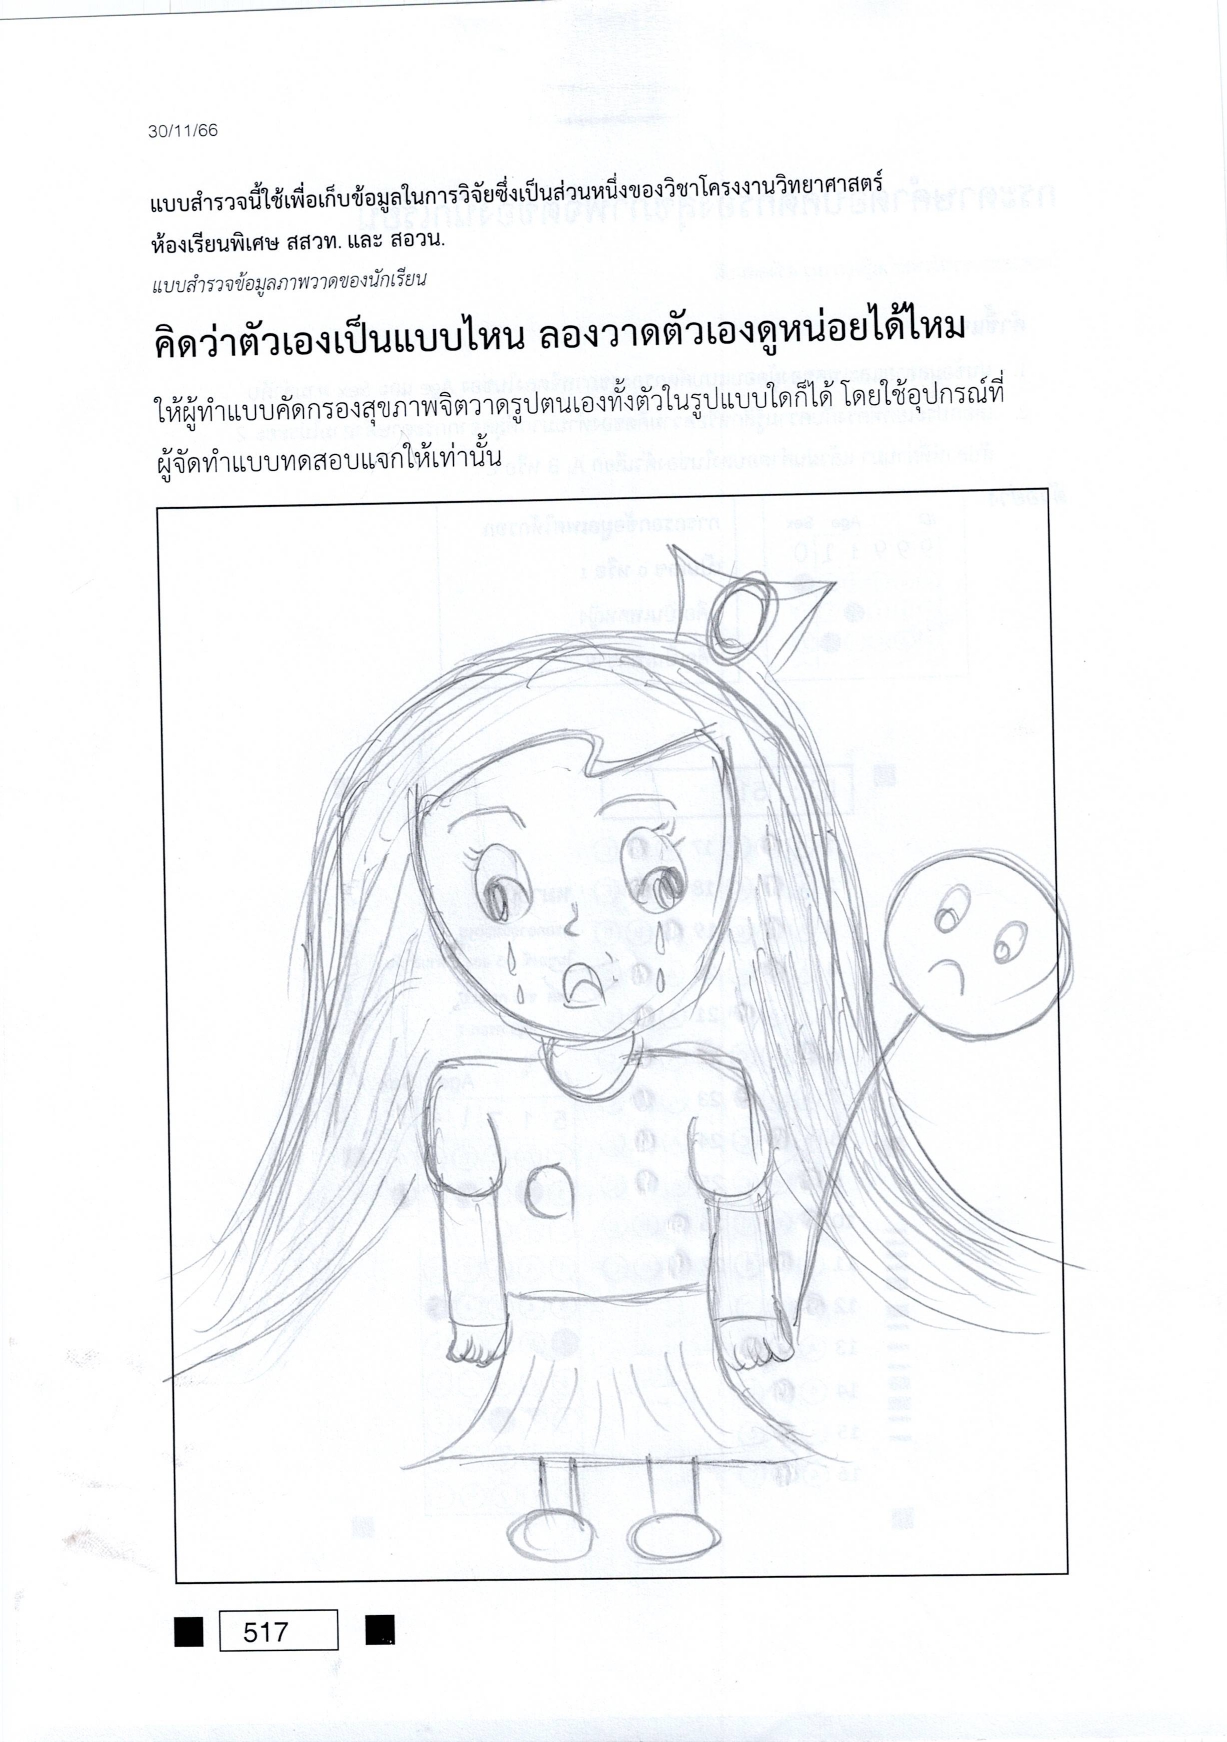 30/11/66
แบบสำรวจนี้ใช้เพื่อเก็บข้อมูลในการวิจัยซึ่งเป็นส่วนหนึ่งของวิชาโครงงานวิทยาศาสตร์
ห้องเรียนพิเศษ สสวท. และ สอวน.
แบบสำรวจข้อมูลภาพวาดของนักเรียน
คิดว่าตัวเองเป็นแบบไหน ลองวาดตัวเองดูหน่อยได้ไหม
ให้ผู้ทำแบบคัดกรองสุขภาพจิตวาดรูปตนเองทั้งตัวในรูปแบบใดก็ได้ โดยใช้อุปกรณ์ที่
ผู้จัดทำแบบทดสอบแจกให้เท่านั้น
517